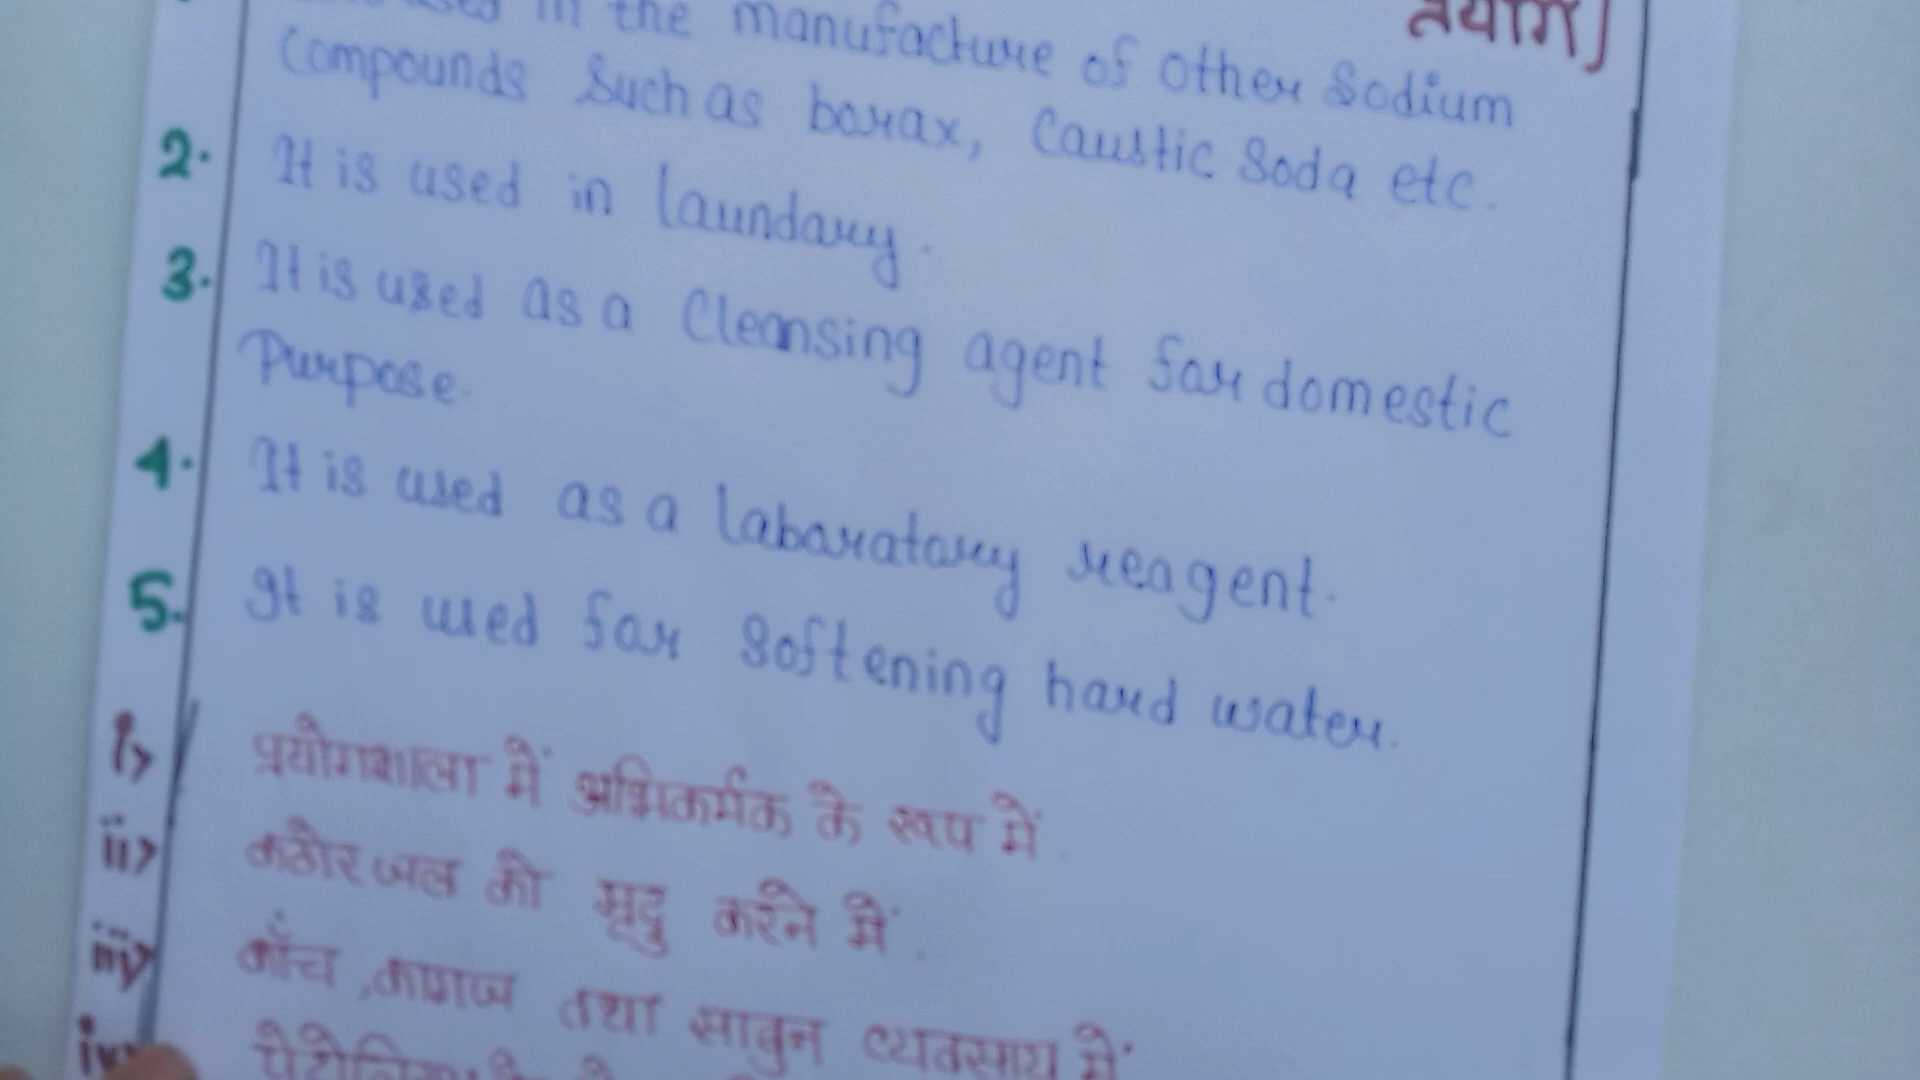 in the manufacture of other Sodium
Compounds Such as borax, Caustic Soda etc.
2. It is used in laundary.
3. It is used as a Cleansing agent for domestic
Purpose.
4. It is used as a labaratory reagent.
5. It is used for Softening hard water.
i> प्रयोगशाला में अभिकर्मक के रूप में
ii> कठोर जल को मृदु करने में.
iii> काँच, कागज तथा साबुन व्यवसाय में
iv>